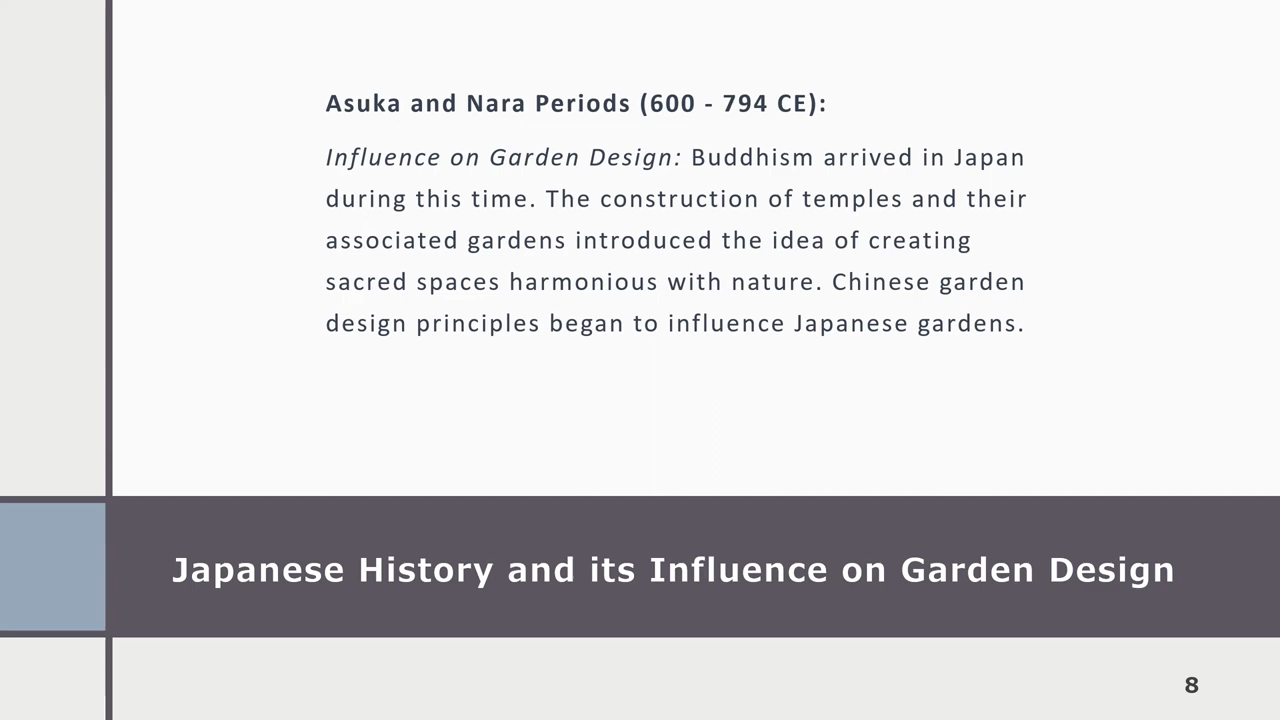 Asuka and Nara Periods (600 - 794 CE):
Influence on Garden Design: Buddhism arrived in Japan
during this time. The construction of temples and their
associated gardens introduced the idea of creating
sacred spaces harmonious with nature. Chinese garden
design principles began to influence Japanese gardens.
Japanese History and its Influence on Garden Design
8